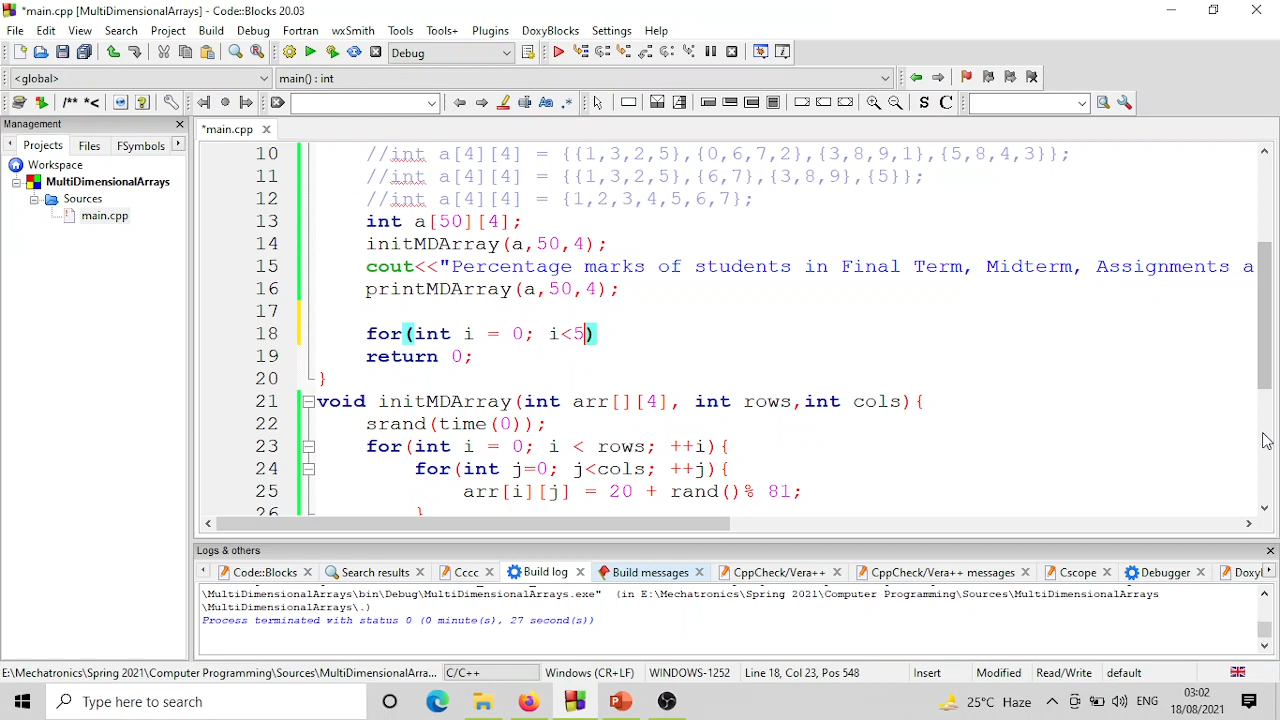 *main.cpp [MultiDimensionalArrays] - Code::Blocks 20.03
File Edit View Search Project Build Debug Fortran wxSmith Tools Tools+ Plugins DoxyBlocks Settings Help
Debug
<global> main() : int
/** *<
S C
Management
*main.cpp
Projects Files FSymbols
Workspace
MultiDimensionalArrays
Sources
main.cpp
10 //int a[4][4] = {{1,3,2,5},{0,6,7,2},{3,8,9,1},{5,8,4,3}};
11 //int a[4][4] = {{1,3,2,5},{6,7},{3,8,9},{5}};
12 //int a[4][4] = {1,2,3,4,5,6,7};
13 int a[50][4];
14 initMDArray(a,50,4);
15 cout<<"Percentage marks of students in Final Term, Midterm, Assignments a
16 printMDArray(a,50,4);
17
18 for(int i = 0; i<5)
19 return 0;
20 }
21 void initMDArray(int arr[][4], int rows,int cols){
22 srand(time(0));
23 for(int i = 0; i < rows; ++i){
24 for(int j=0; j<cols; ++j){
25 arr[i][j] = 20 + rand()% 81;
26 }
Logs & others
Code::Blocks Search results Cccc Build log Build messages CppCheck/Vera++ CppCheck/Vera++ messages Cscope Debugger Doxy
\MultiDimensionalArrays\bin\Debug\MultiDimensionalArrays.exe" (in E:\Mechatronics\Spring 2021\Computer Programming\Sources\MultiDimensionalArrays
\MultiDimensionalArrays\.)
Process terminated with status 0 (0 minute(s), 27 second(s))
E:\Mechatronics\Spring 2021\Computer Programming\Sources\MultiDimensionalArra... C/C++ Windows (CR+LF) WINDOWS-1252 Line 18, Col 23, Pos 548 Insert Modified Read/Write default
Type here to search
25°C Haze
ENG
03:02
18/08/2021